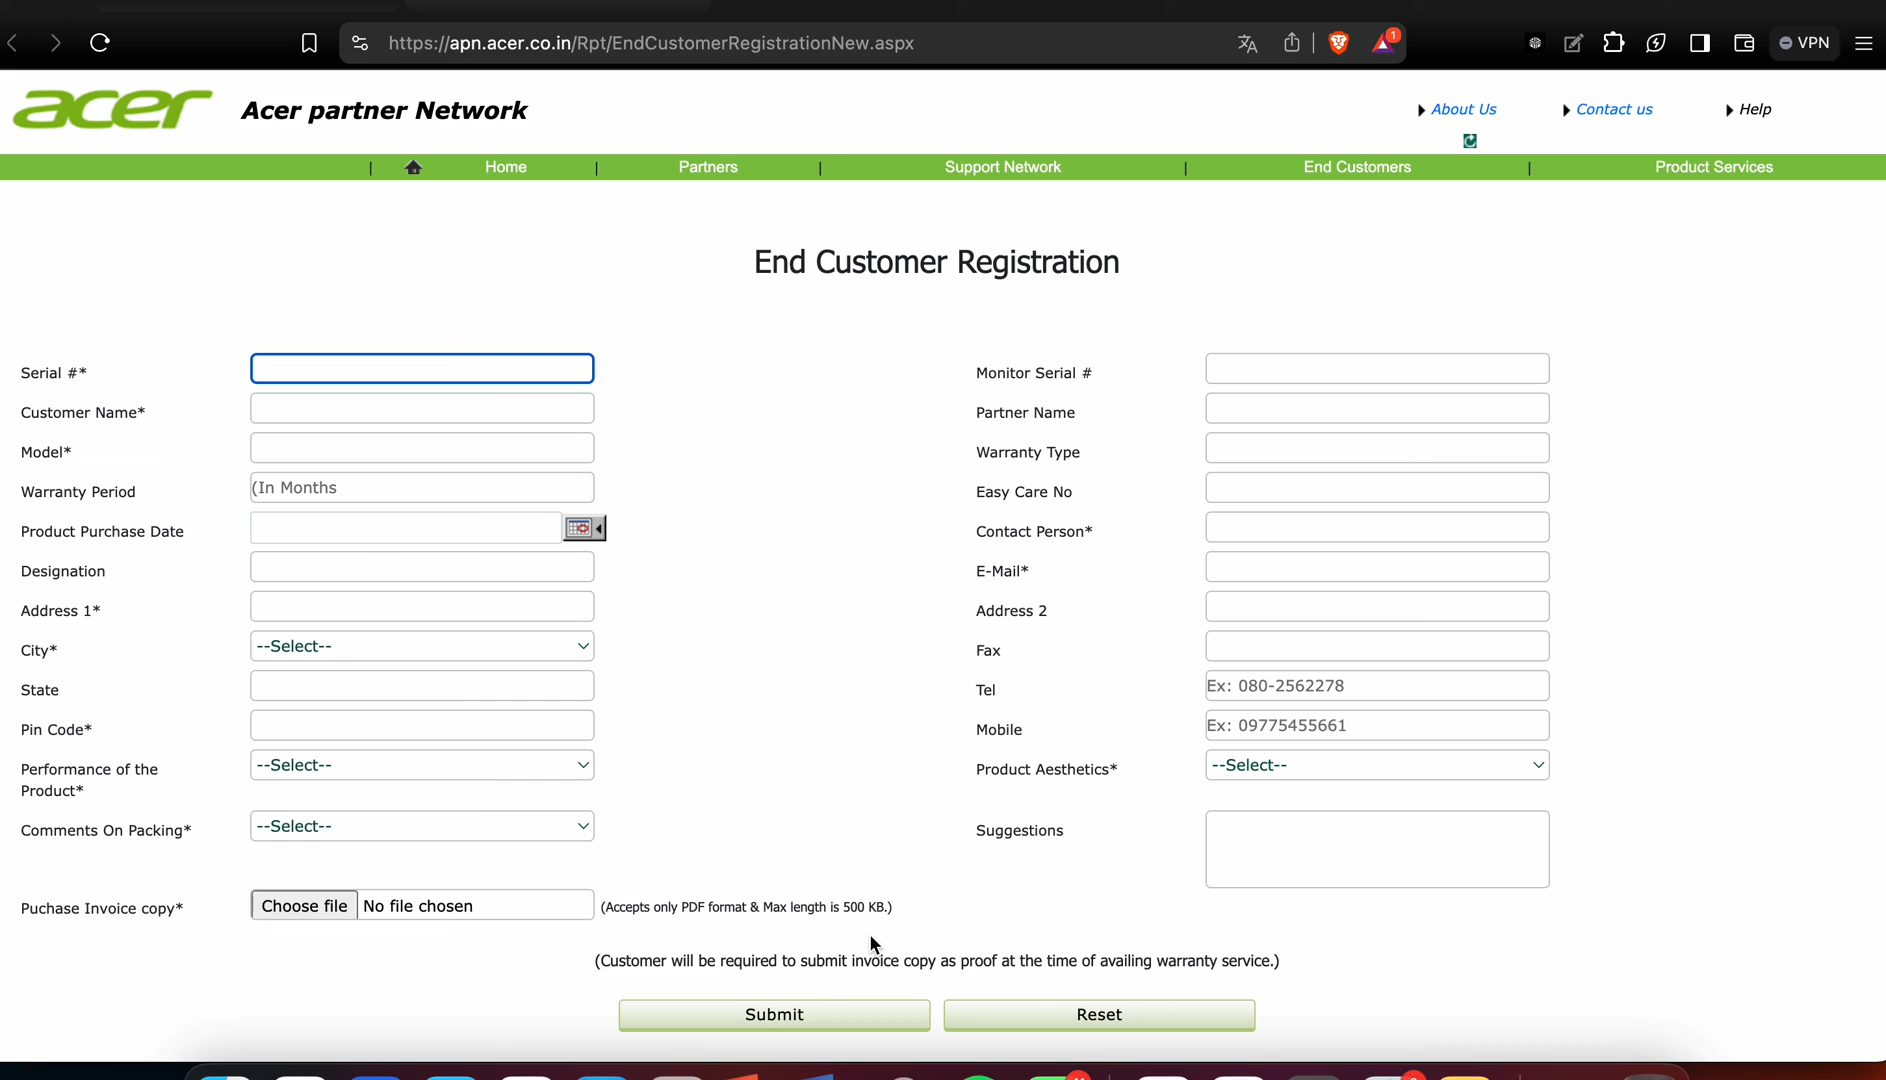 https://apn.acer.co.in/Rpt/EndCustomerRegistrationNew.aspx
1
VPN
acer
Acer partner Network
About Us
Contact us
Help
| Home | Partners | Support Network | End Customers | Product Services
End Customer Registration
Serial #*
Monitor Serial #
Customer Name*
Partner Name
Model*
Warranty Type
Warranty Period (In Months
Easy Care No
Product Purchase Date
Contact Person*
Designation
E-Mail*
Address 1*
Address 2
City* --Select--
Fax
State
Tel Ex: 080-2562278
Pin Code*
Mobile Ex: 09775455661
Performance of the
Product*
--Select--
Product Aesthetics* --Select--
Comments On Packing* --Select--
Suggestions
Puchase Invoice copy* Choose file No file chosen (Accepts only PDF format & Max length is 500 KB.)
(Customer will be required to submit invoice copy as proof at the time of availing warranty service.)
Submit
Reset